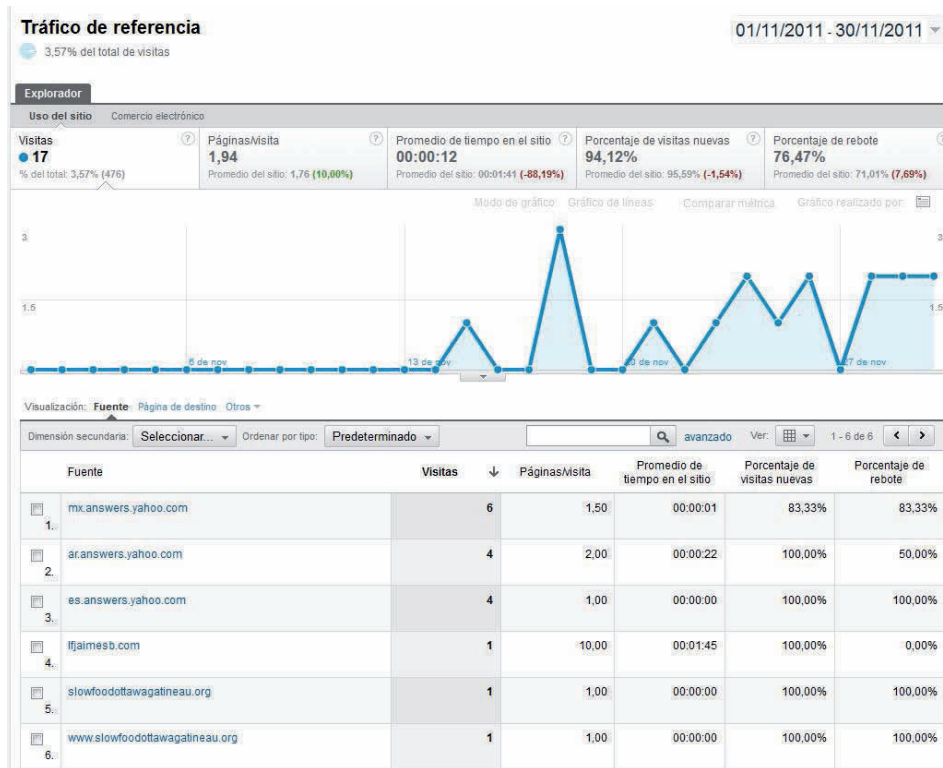 Tráfico de referencia
01/11/2011 - 30/11/2011
3,57% del total de visitas
Explorador
Uso del sitio Comercio electrónico
Visitas ? Páginas/visita ? Promedio de tiempo en el sitio ? Porcentaje de visitas nuevas ? Porcentaje de rebote
17 1,94 00:00:12 94,12% 76,47%
% del total: 3,57% (476) Promedio del sitio: 1,76 (10,00%) Promedio del sitio: 00:01:41 (-88,19%) Promedio del sitio: 95,59% (-1,54%) Promedio del sitio: 71,01% (7,69%)
Modo de gráfico: Gráfico de líneas Comparar métrica Gráfico realizado por:
3 3
1.5 1.5
6 de nov 13 de nov 20 de nov 27 de nov
Visualización: Fuente Página de destino Otros
Dimensión secundaria: Seleccionar... Ordenar por tipo: Predeterminado avanzado Ver: 1 - 6 de 6
Fuente Visitas ↓ Páginas/visita Promedio de tiempo en el sitio Porcentaje de visitas nuevas Porcentaje de rebote
1. mx.answers.yahoo.com 6 1,50 00:00:01 83,33% 83,33%
2. ar.answers.yahoo.com 4 2,00 00:00:22 100,00% 50,00%
3. es.answers.yahoo.com 4 1,00 00:00:00 100,00% 100,00%
4. lfjaimesb.com 1 10,00 00:01:45 100,00% 0,00%
5. slowfoodottawagatineau.org 1 1,00 00:00:00 100,00% 100,00%
6. www.slowfoodottawagatineau.org 1 1,00 00:00:00 100,00% 100,00%